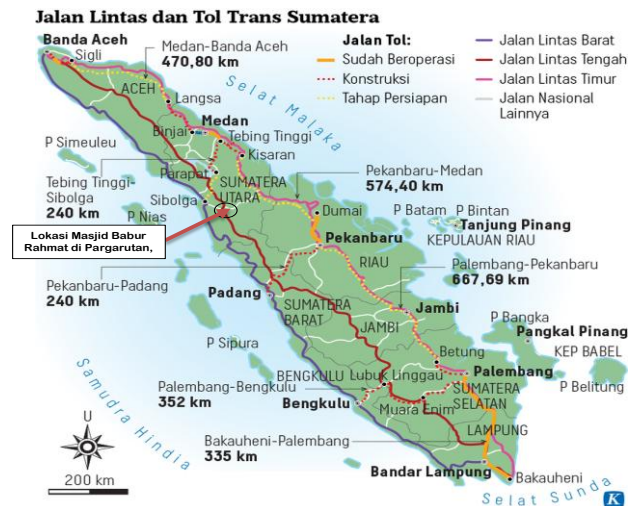 Jalan Lintas dan Tol Trans Sumatera
Banda Aceh
Sigli
Medan-Banda Aceh
470,80 km
Jalan Tol:
Sudah Beroperasi
Konstruksi
Tahap Persiapan
Jalan Lintas Barat
Jalan Lintas Tengah
Jalan Lintas Timur
Jalan Nasional
Lainnya
ACEH
Langsa
Selat Malaka
Binjai
Medan
Tebing Tinggi
P Simeuleu
Kisaran
Parapat
Tebing Tinggi-
Sibolga
240 km
SUMATERA
UTARA
Pekanbaru-Medan
574,40 km
Sibolga
P Nias
Dumai
P Batam
P Bintan
Tanjung Pinang
KEPULAUAN RIAU
Lokasi Masjid Babur
Rahmat di Pargarutan,
Pekanbaru
RIAU
Palembang-Pekanbaru
667,69 km
Pekanbaru-Padang
240 km
Padang
SUMATERA
BARAT
Jambi
JAMBI
P Bangka
Pangkal Pinang
KEP BABEL
P Sipura
Betung
P Belitung
Samudra Hindia
BENGKULU
Lubuk Linggau
Palembang
Palembang-Bengkulu
352 km
Bengkulu
SUMATERA
SELATAN
Muara Enim
LAMPUNG
U
Bakauheni-Palembang
335 km
Bandar Lampung
200 km
Bakauheni
Selat Sunda
K